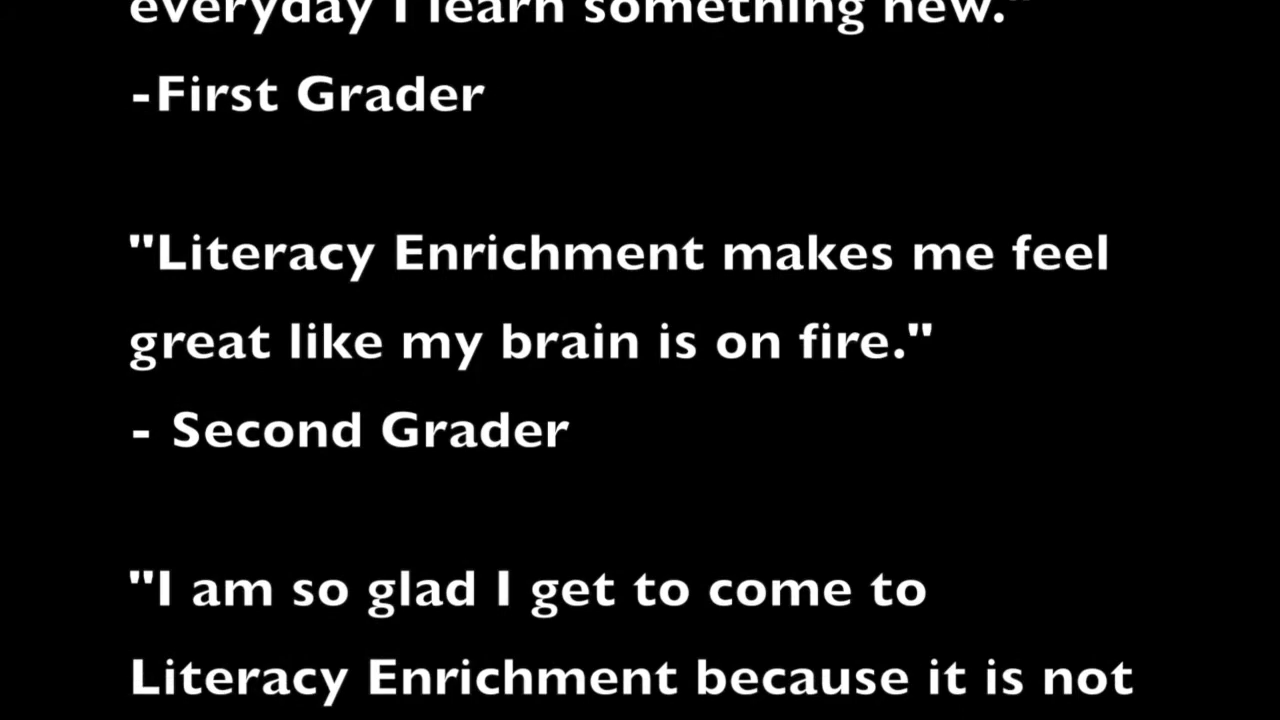 everyday I learn something new."
-First Grader
"Literacy Enrichment makes me feel
great like my brain is on fire."
- Second Grader
"I am so glad I get to come to
Literacy Enrichment because it is not